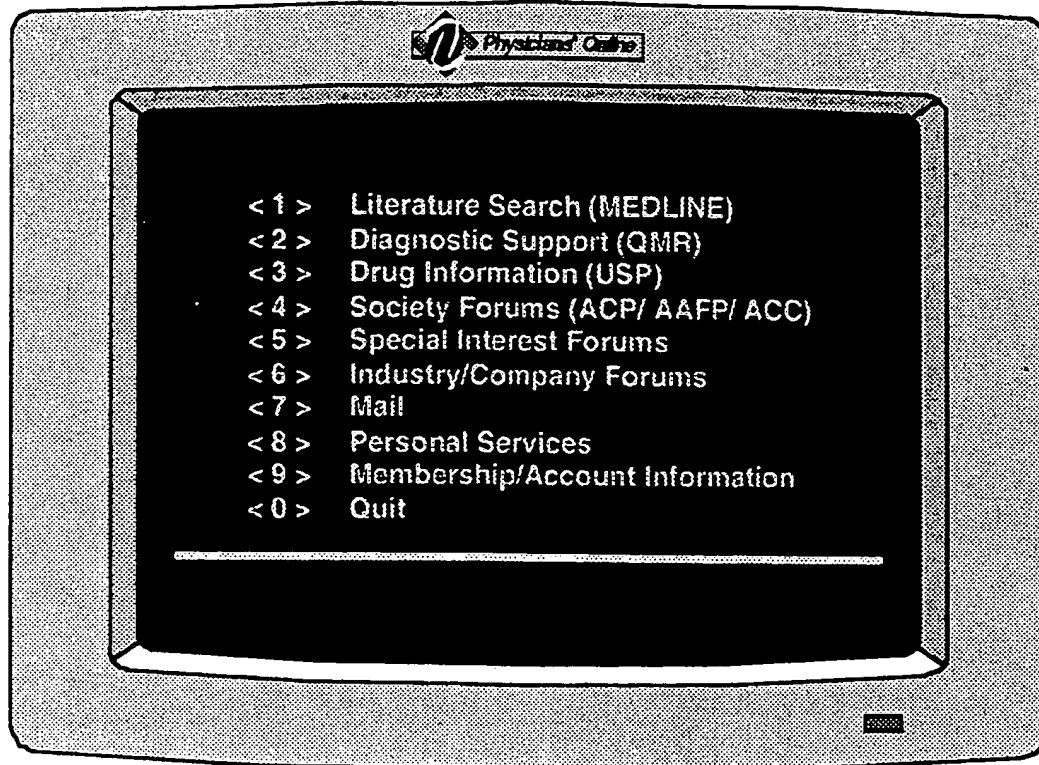 Physicians' Online
< 1 > Literature Search (MEDLINE)
< 2 > Diagnostic Support (QMR)
< 3 > Drug Information (USP)
< 4 > Society Forums (ACP/ AAFP/ ACC)
< 5 > Special Interest Forums
< 6 > Industry/Company Forums
< 7 > Mail
< 8 > Personal Services
< 9 > Membership/Account Information
< 0 > Quit